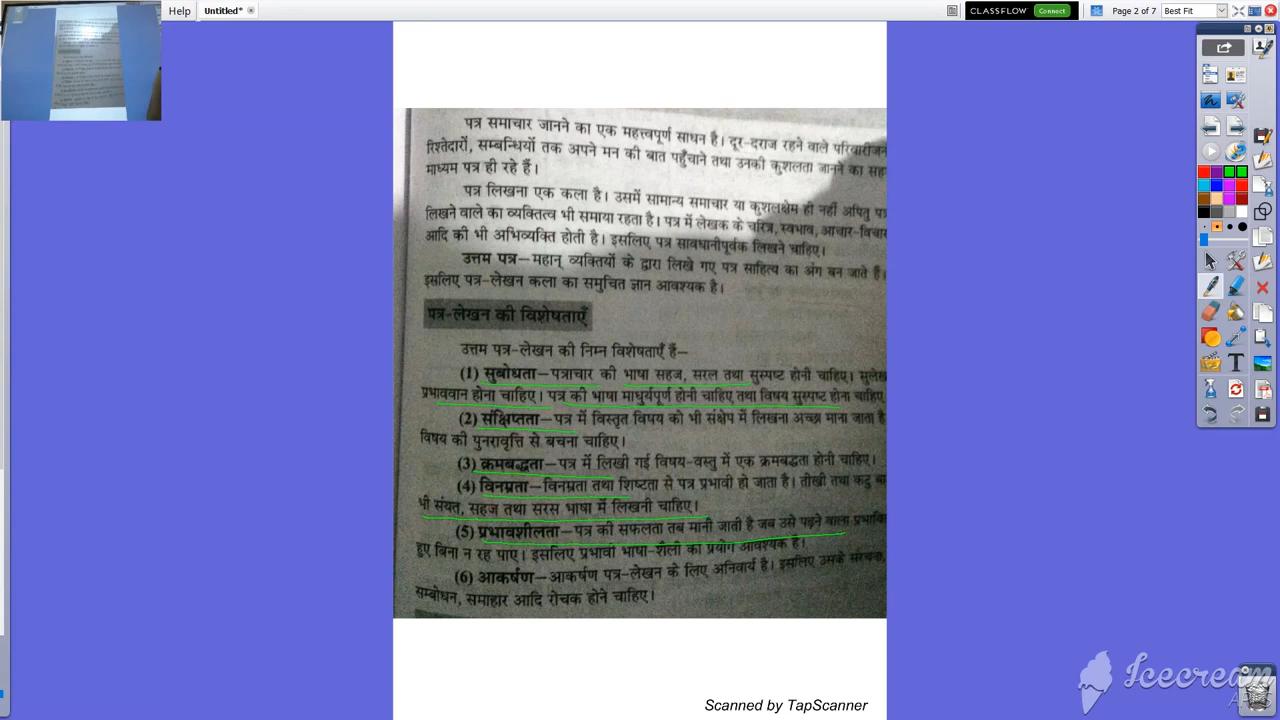 Help
Untitled*
CLASSFLOW
Connect
Page 2 of 7
Best Fit
पत्र समाचार जानने का एक महत्त्वपूर्ण साधन है। दूर-दराज रहने वाले परिवारीजन
रिश्तेदारों, सम्बन्धियों तक अपने मन की बात पहुँचाने तथा उनकी कुशलता जानने का
माध्यम पत्र ही रहे हैं।
पत्र लिखना एक कला है। उसमें सामान्य समाचार या कुशलक्षेम ही नहीं अपितु
लिखने वाले का व्यक्तित्व भी समाया रहता है। पत्र में लेखक के चरित्र, स्वभाव, आचार-विचार
आदि की भी अभिव्यक्ति होती है। इसलिए पत्र सावधानीपूर्वक लिखने चाहिए।
उत्तम पत्र–महान् व्यक्तियों के द्वारा लिखे गए पत्र साहित्य का अंग बन जाते हैं।
इसलिए पत्र-लेखन कला का समुचित ज्ञान आवश्यक है।
पत्र-लेखन की विशेषताएँ
उत्तम पत्र-लेखन की निम्न विशेषताएँ हैं–
(1) सुबोधता–पत्राचार की भाषा सहज, सरल तथा सुस्पष्ट होनी चाहिए। सुलेख
प्रभाववान होना चाहिए। पत्र की भाषा माधुर्यपूर्ण होनी चाहिए तथा विषय सुस्पष्ट होना चाहिए
(2) संक्षिप्तता–पत्र में विस्तृत विषय को भी संक्षेप में लिखना अच्छा माना जाता है
विषय की पुनरावृत्ति से बचना चाहिए।
(3) क्रमबद्धता–पत्र में लिखी गई विषय-वस्तु में एक क्रमबद्धता होनी चाहिए।
(4) विनम्रता–विनम्रता तथा शिष्टता से पत्र प्रभावी हो जाता है। तीखी तथा कटु
भी संयत, सहज तथा सरस भाषा में लिखनी चाहिए।
(5) प्रभावशीलता–पत्र की सफलता तब मानी जाती है जब उसे पढ़ने वाला
हुए बिना न रह पाए। इसलिए प्रभावी भाषा-शैली का प्रयोग आवश्यक है।
(6) आकर्षण–आकर्षण पत्र-लेखन के लिए अनिवार्य है। इसलिए उसके
सम्बोधन, समाहार आदि रोचक होने चाहिए।
Scanned by TapScanner
Icecream
APPS